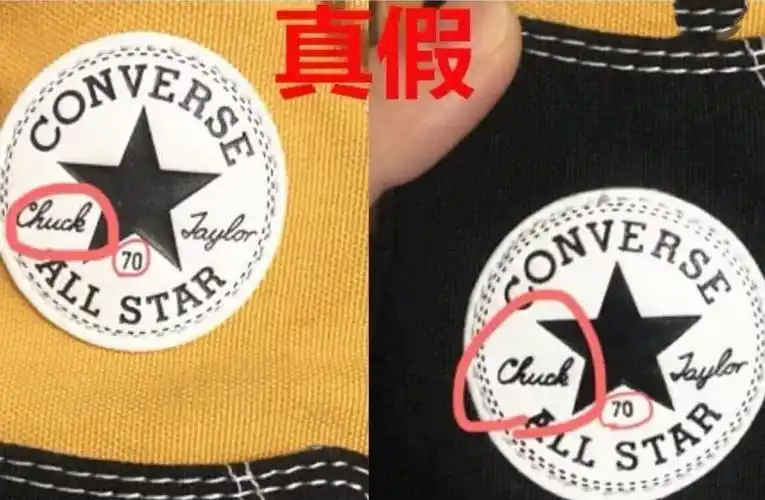 真假
CONVERSE
Chuck Taylor
70
ALL STAR
CONVERSE
Chuck Taylor
70
ALL STAR